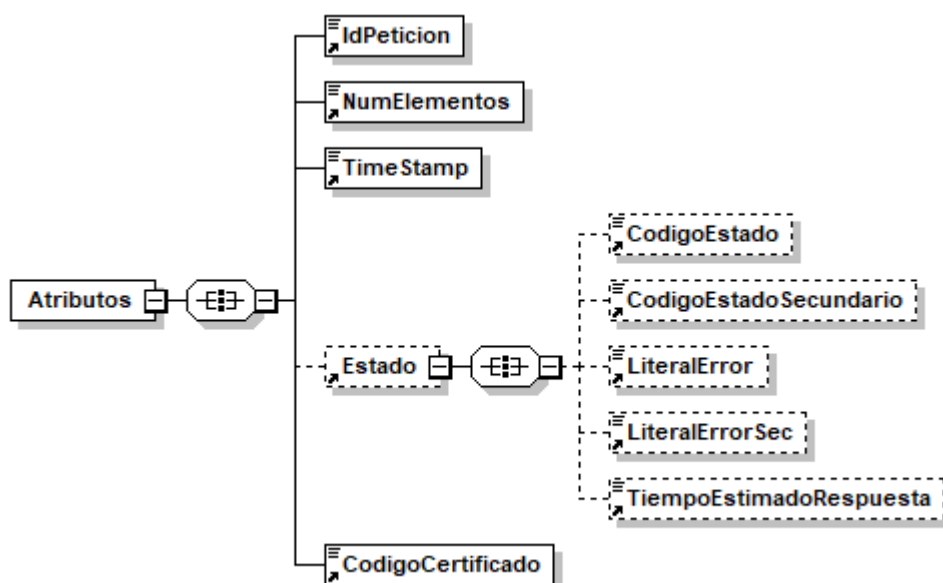 IdPeticion
NumElementos
TimeStamp
Atributos
Estado
CodigoEstado
CodigoEstadoSecundario
LiteralError
LiteralErrorSec
TiempoEstimadoRespuesta
CodigoCertificado